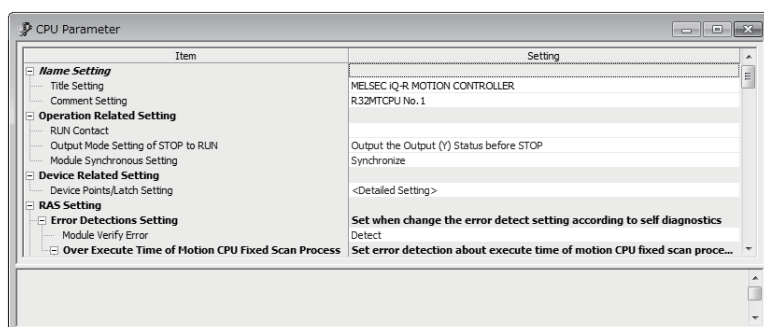 CPU Parameter
Item Setting
Name Setting
Title Setting MELSEC iQ-R MOTION CONTROLLER
Comment Setting R32MTCPU No.1
Operation Related Setting
RUN Contact
Output Mode Setting of STOP to RUN Output the Output (Y) Status before STOP
Module Synchronous Setting Synchronize
Device Related Setting
Device Points/Latch Setting <Detailed Setting>
RAS Setting
Error Detections Setting Set when change the error detect setting according to self diagnostics
Module Verify Error Detect
Over Execute Time of Motion CPU Fixed Scan Process Set error detection about execute time of motion CPU fixed scan proce...